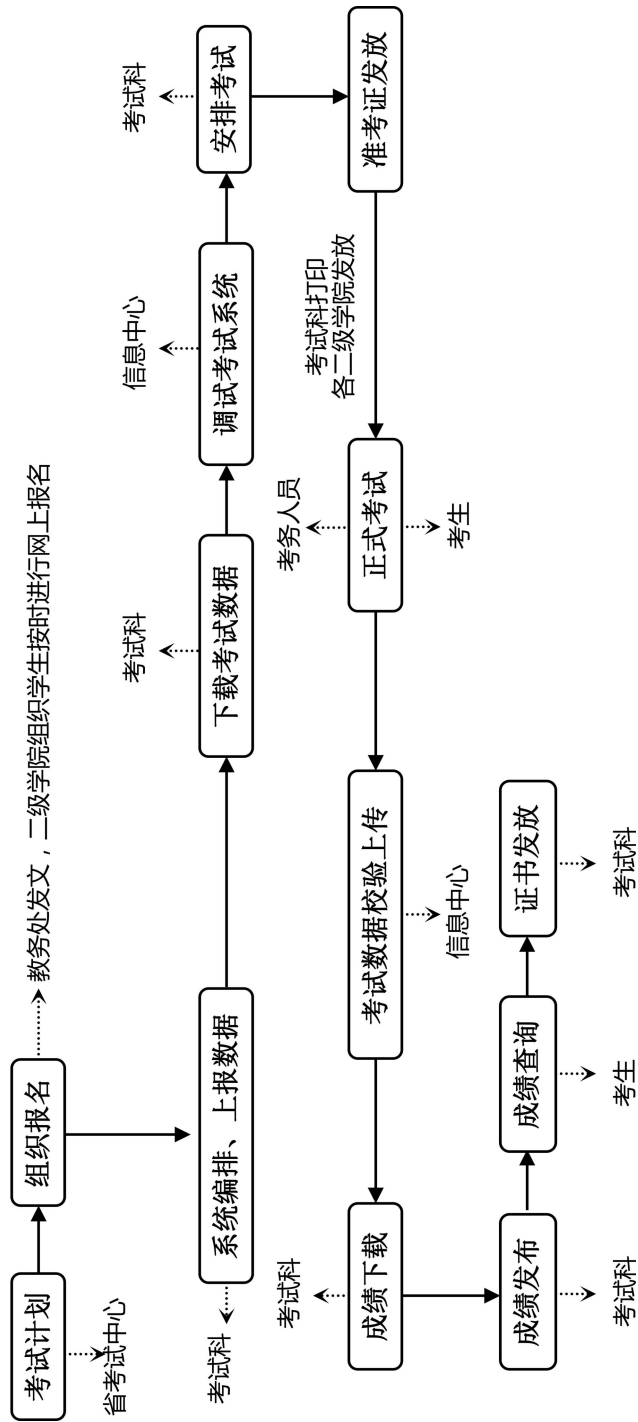 考试计划
省考试中心
组织报名
教务处发文，二级学院组织学生按时进行网上报名
系统编排、上报数据
考试科
下载考试数据
考试科
调试考试系统
信息中心
安排考试
考试科
准考证发放
考试科打印
各二级学院发放
正式考试
考务人员
考生
考试数据校验上传
信息中心
成绩下载
考试科
成绩发布
考试科
成绩查询
考生
证书发放
考试科